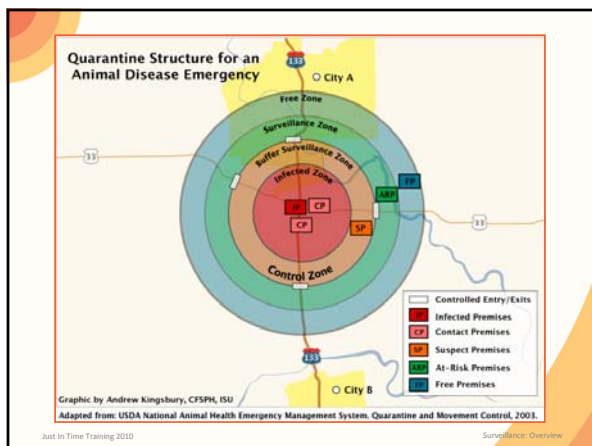 Quarantine Structure for an
Animal Disease Emergency
133
City A
Free Zone
Surveillance Zone
Buffer Surveillance Zone
Infected Zone
33
FP
ARP
IP
CP
CP
SP
33
Control Zone
Controlled Entry/Exits
IP Infected Premises
CP Contact Premises
SP Suspect Premises
ARP At-Risk Premises
FP Free Premises
133
City B
Graphic by Andrew Kingsbury, CFSPH, ISU
Adapted from: USDA National Animal Health Emergency Management System. Quarantine and Movement Control, 2003.
Just In Time Training 2010
Surveillance: Overview